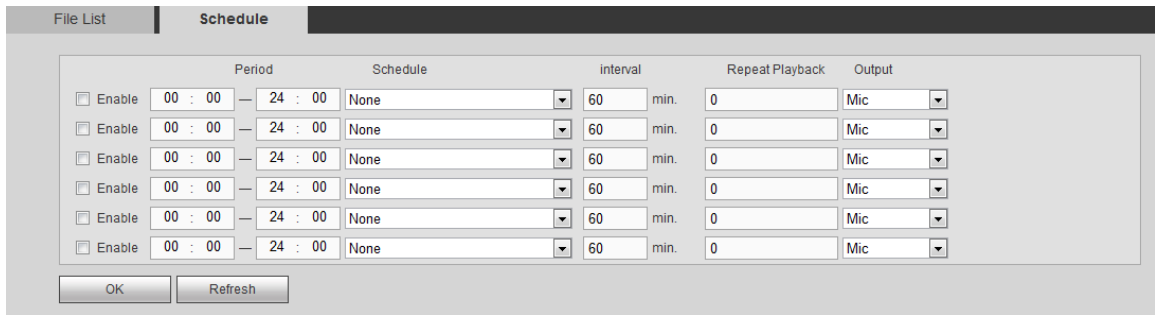 File List Schedule
Period Schedule interval Repeat Playback Output
Enable 00 : 00 — 24 : 00 None 60 min. 0 Mic
Enable 00 : 00 — 24 : 00 None 60 min. 0 Mic
Enable 00 : 00 — 24 : 00 None 60 min. 0 Mic
Enable 00 : 00 — 24 : 00 None 60 min. 0 Mic
Enable 00 : 00 — 24 : 00 None 60 min. 0 Mic
Enable 00 : 00 — 24 : 00 None 60 min. 0 Mic
OK Refresh